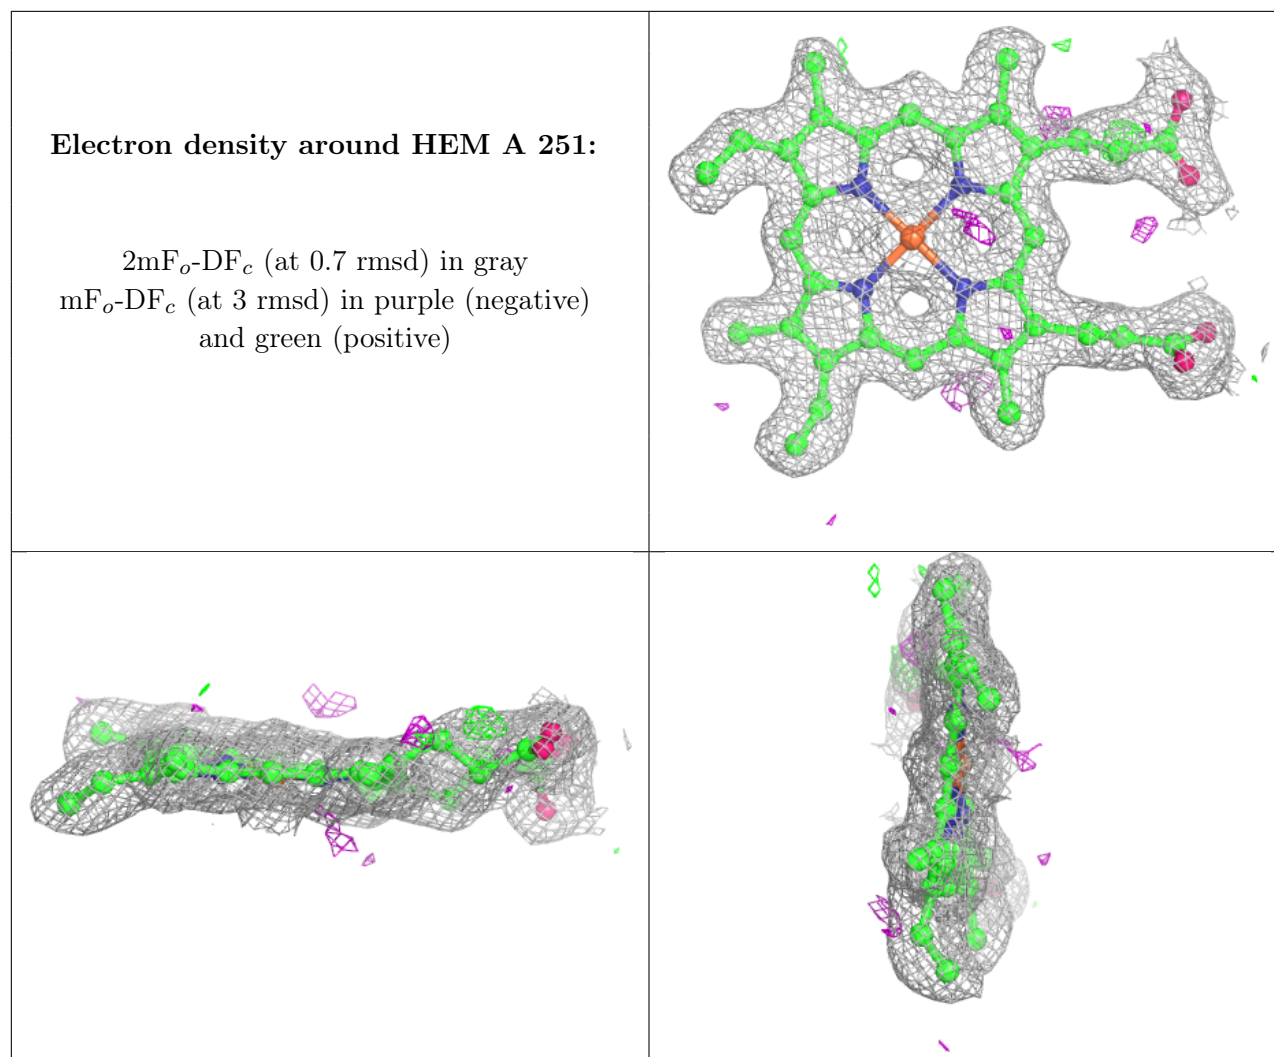 Electron density around HEM A 251:
2mFₒ-DF𝒸 (at 0.7 rmsd) in gray
mFₒ-DF𝒸 (at 3 rmsd) in purple (negative)
and green (positive)